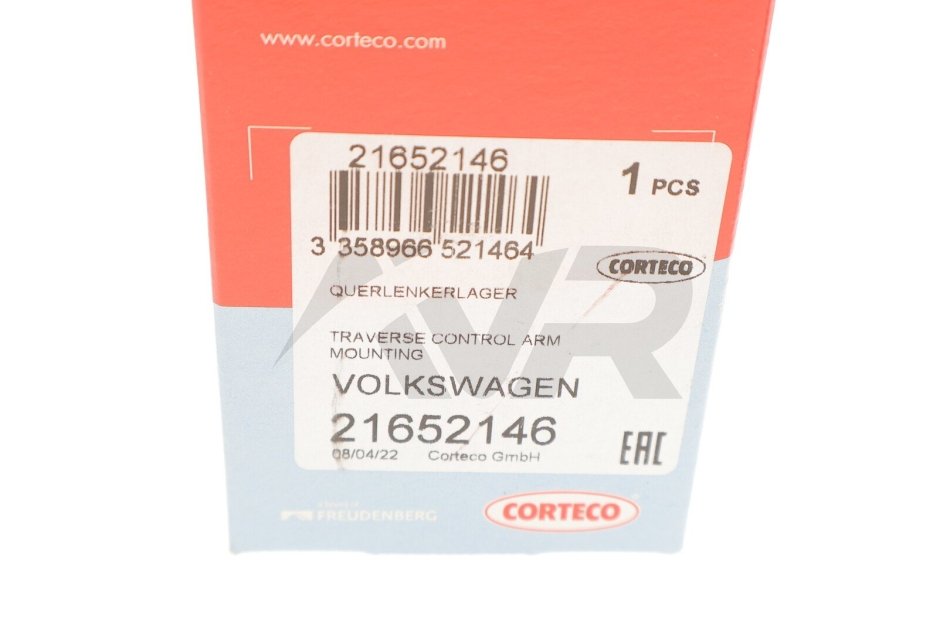 www.corteco.com
21652146
1 PCS
3 358966 521464
CORTECO
QUERLENKERLAGER
TRAVERSE CONTROL ARM
MOUNTING
VOLKSWAGEN
21652146
08/04/22 Corteco GmbH
EAC
FREUDENBERG
CORTECO
VR